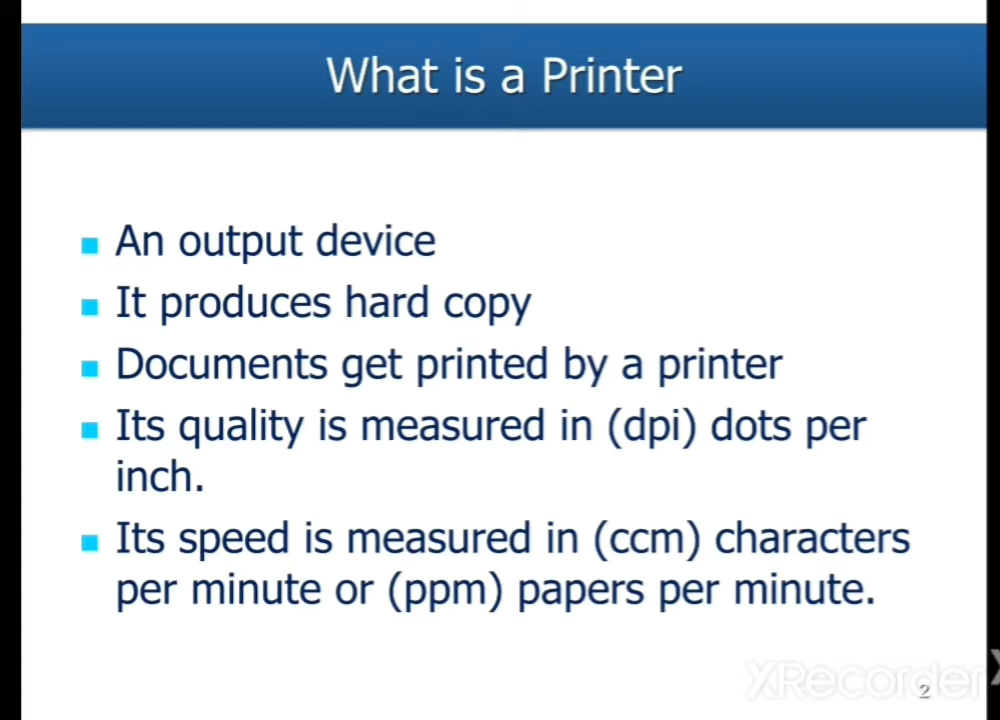 What is a Printer
An output device
It produces hard copy
Documents get printed by a printer
Its quality is measured in (dpi) dots per
inch.
Its speed is measured in (ccm) characters
per minute or (ppm) papers per minute.
XRecorder
2